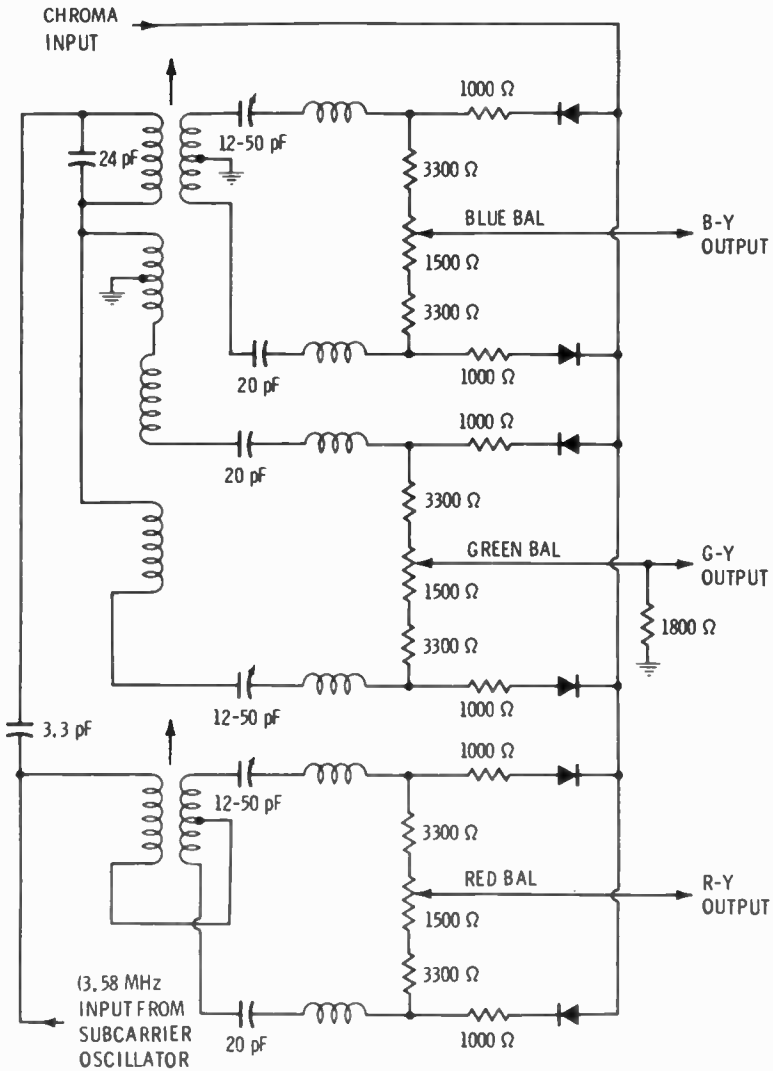 CHROMA
INPUT
1000 Ω
12-50 pF
24 pF
3300 Ω
BLUE BAL
B-Y
OUTPUT
1500 Ω
3300 Ω
20 pF
1000 Ω
1000 Ω
20 pF
3300 Ω
GREEN BAL
G-Y
OUTPUT
1500 Ω
1800 Ω
3300 Ω
12-50 pF
1000 Ω
3.3 pF
1000 Ω
12-50 pF
3300 Ω
RED BAL
R-Y
OUTPUT
1500 Ω
3300 Ω
(3.58 MHz
INPUT FROM
SUBCARRIER
OSCILLATOR
20 pF
1000 Ω